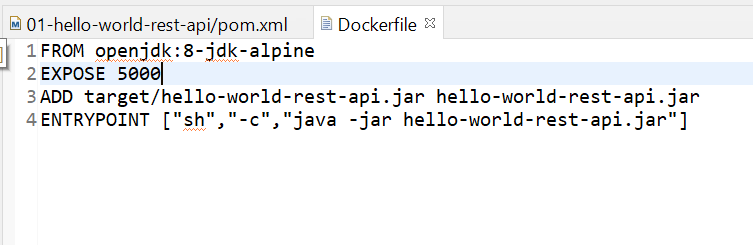 01-hello-world-rest-api/pom.xml Dockerfile
1 FROM openjdk:8-jdk-alpine
2 EXPOSE 5000
3 ADD target/hello-world-rest-api.jar hello-world-rest-api.jar
4 ENTRYPOINT ["sh","-c","java -jar hello-world-rest-api.jar"]